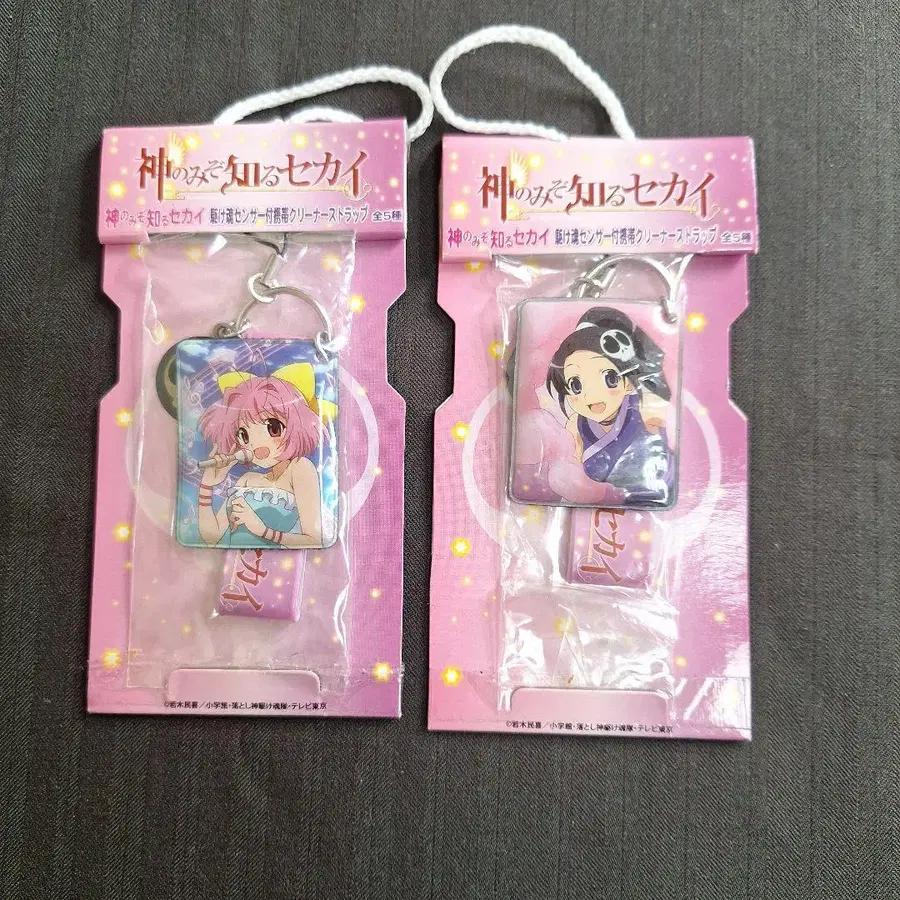 神のみぞ知るセカイ
神のみぞ知るセカイ 駆け魂センサー付携帯クリーナーストラップ 全5種
セカイ
©若木民喜/小学館・落とし神駆け魂隊・テレビ東京
神のみぞ知るセカイ
神のみぞ知るセカイ 駆け魂センサー付携帯クリーナーストラップ 全5種
セカイ
©若木民喜/小学館・落とし神駆け魂隊・テレビ東京